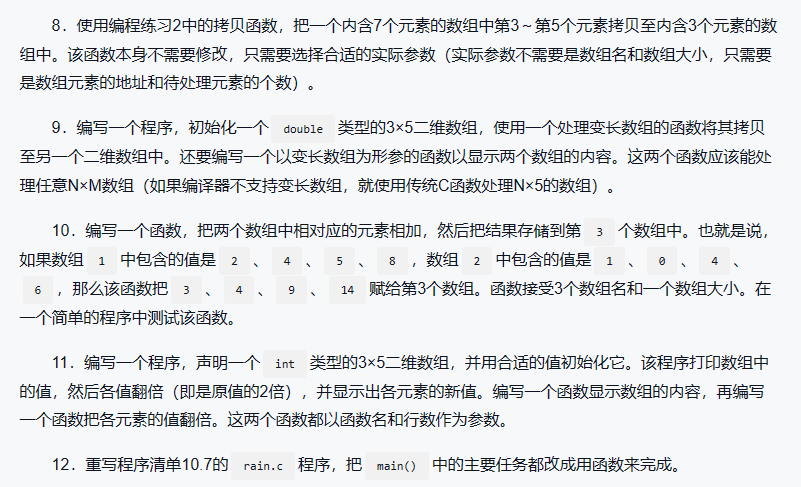 8．使用编程练习2中的拷贝函数，把一个内含7个元素的数组中第3～第5个元素拷贝至内含3个元素的数
组中。该函数本身不需要修改，只需要选择合适的实际参数（实际参数不需要是数组名和数组大小，只需要
是数组元素的地址和待处理元素的个数）。
9．编写一个程序，初始化一个 double 类型的3×5二维数组，使用一个处理变长数组的函数将其拷贝
至另一个二维数组中。还要编写一个以变长数组为形参的函数以显示两个数组的内容。这两个函数应该能处
理任意N×M数组（如果编译器不支持变长数组，就使用传统C函数处理N×5的数组）。
10．编写一个函数，把两个数组中相对应的元素相加，然后把结果存储到第 3 个数组中。也就是说，
如果数组 1 中包含的值是 2 、 4 、 5 、 8 ，数组 2 中包含的值是 1 、 0 、 4 、
6 ，那么该函数把 3 、 4 、 9 、 14 赋给第3个数组。函数接受3个数组名和一个数组大小。在
一个简单的程序中测试该函数。
11．编写一个程序，声明一个 int 类型的3×5二维数组，并用合适的值初始化它。该程序打印数组中
的值，然后各值翻倍（即是原值的2倍），并显示出各元素的新值。编写一个函数显示数组的内容，再编写
一个函数把各元素的值翻倍。这两个函数都以函数名和行数作为参数。
12．重写程序清单10.7的 rain.c 程序，把 main() 中的主要任务都改成用函数来完成。